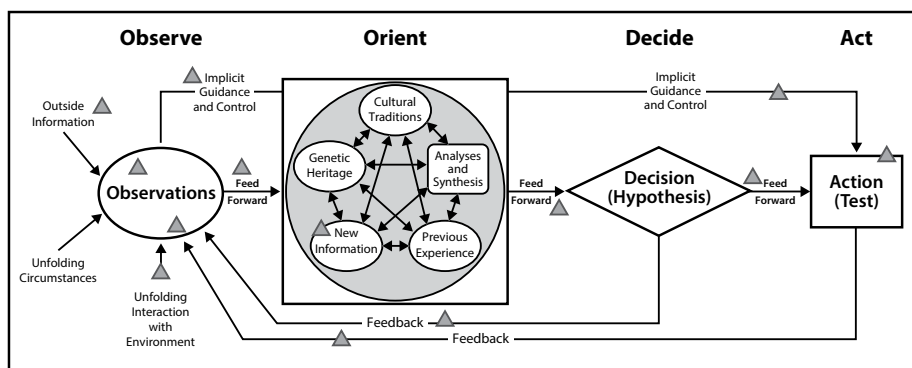 Observe
Orient
Decide
Act
Implicit
Guidance
and Control
Outside
Information
Observations
Unfolding
Circumstances
Unfolding
Interaction
with
Environment
Feed
Forward
Cultural
Traditions
Genetic
Heritage
Analyses
and
Synthesis
New
Information
Previous
Experience
Implicit
Guidance
and Control
Feed
Forward
Decision
(Hypothesis)
Feed
Forward
Action
(Test)
Feedback
Feedback